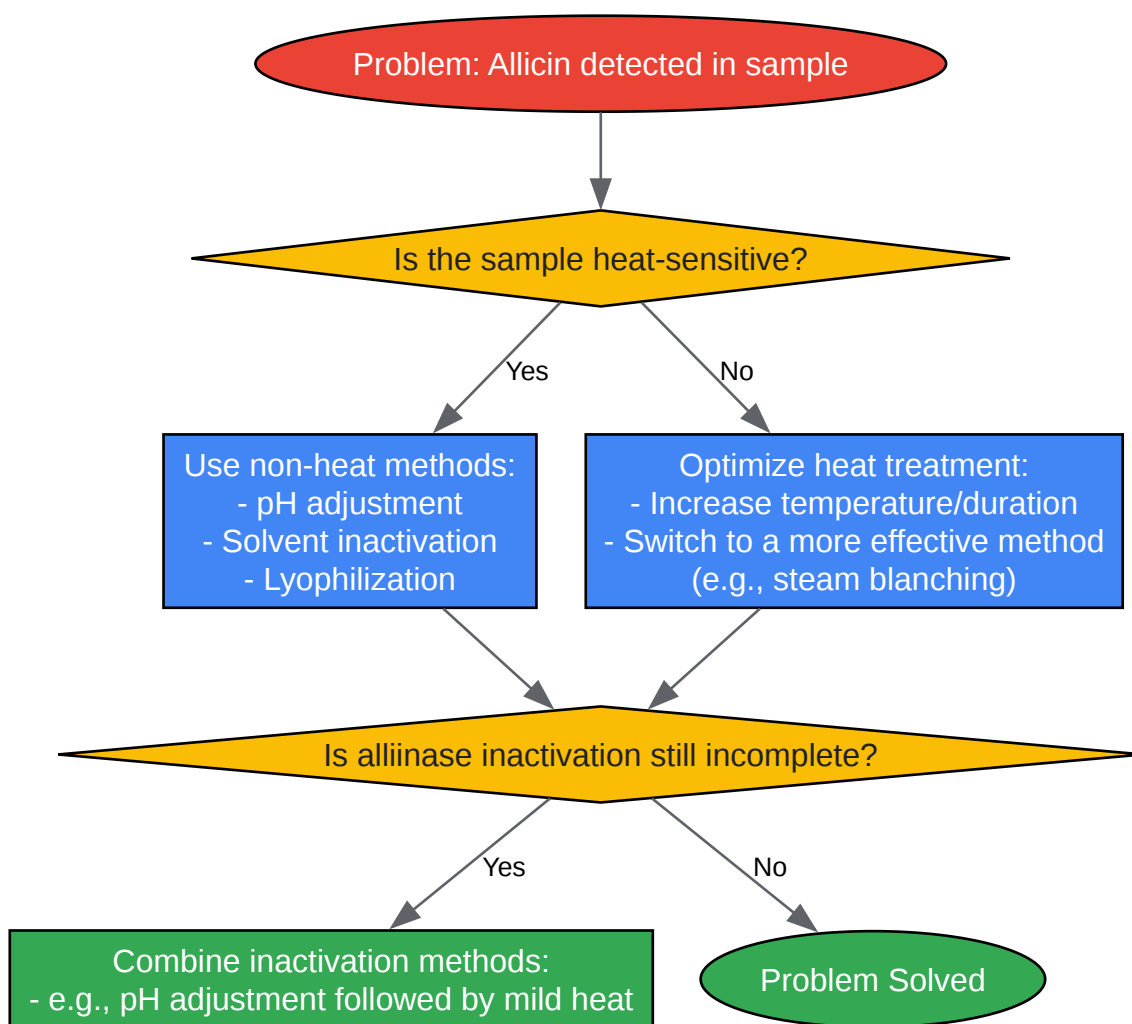 Problem: Allicin detected in sample
Is the sample heat-sensitive?
Yes
No
Use non-heat methods:
- pH adjustment
- Solvent inactivation
- Lyophilization
Optimize heat treatment:
- Increase temperature/duration
- Switch to a more effective method
(e.g., steam blanching)
Is alliinase inactivation still incomplete?
Yes
No
Combine inactivation methods:
- e.g., pH adjustment followed by mild heat
Problem Solved